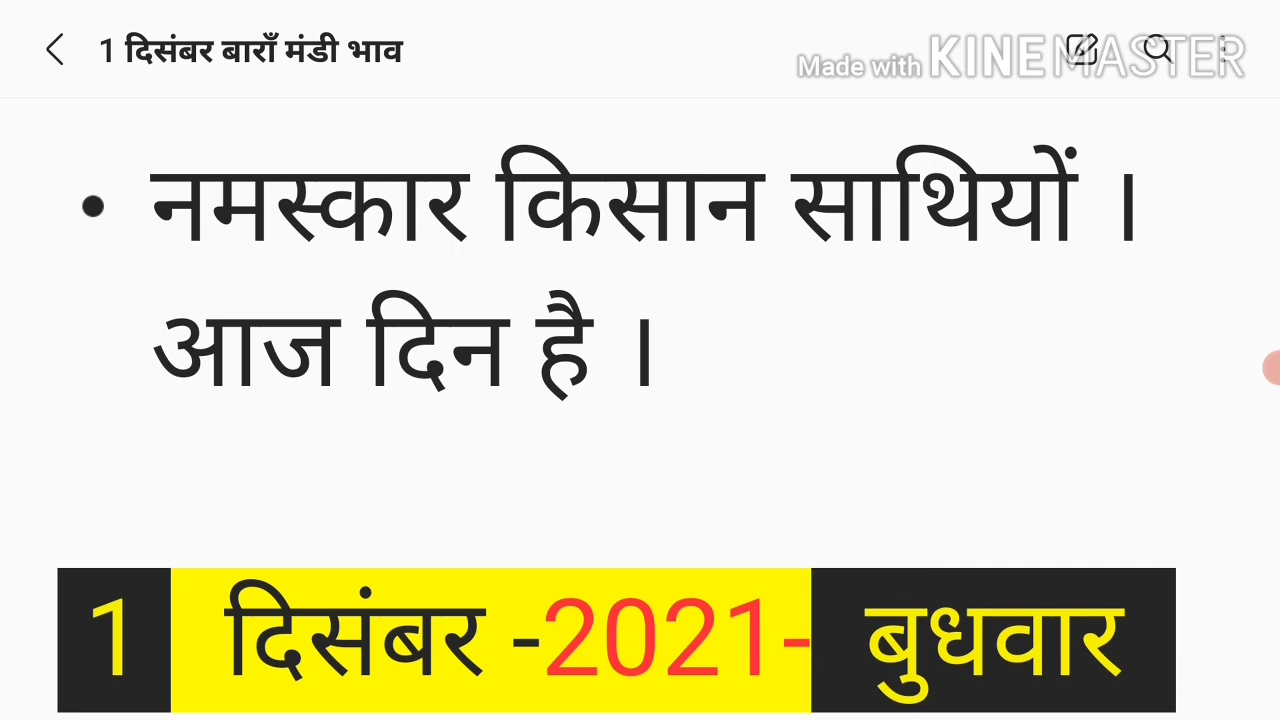 1 दिसंबर बाराँ मंडी भाव
Made with KINEMASTER
• नमस्कार किसान साथियों ।
आज दिन है ।
1 दिसंबर -2021- बुधवार